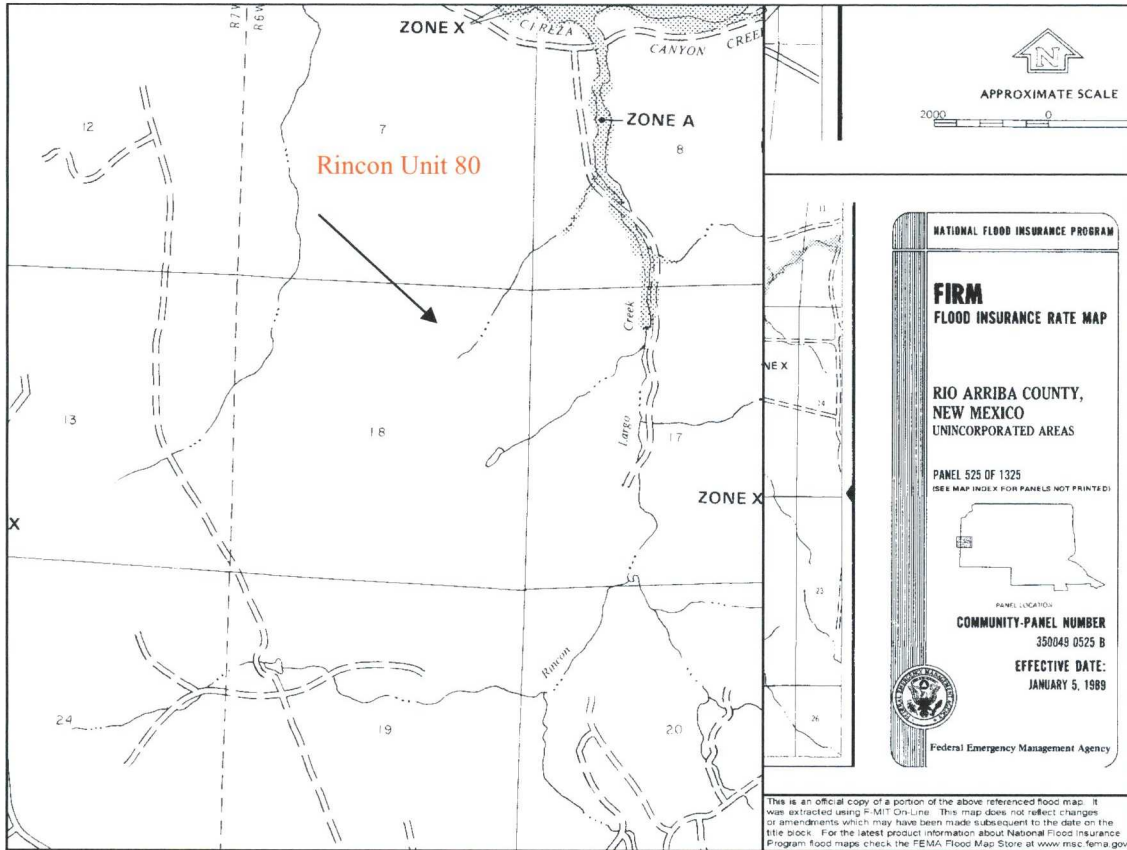 R7W
R6W
ZONE X
CEREZA
CANYON
CREEK
12
7
ZONE A
8
Rincon Unit 80
Creek
13
18
Largo
17
ZONE X
X
Rincon
24
19
20
N
APPROXIMATE SCALE
2000 0
11
NE X
24
23
26
NATIONAL FLOOD INSURANCE PROGRAM
FIRM
FLOOD INSURANCE RATE MAP
RIO ARRIBA COUNTY,
NEW MEXICO
UNINCORPORATED AREAS
PANEL 525 OF 1325
(SEE MAP INDEX FOR PANELS NOT PRINTED)
PANEL LOCATION
COMMUNITY-PANEL NUMBER
350049 0525 B
EFFECTIVE DATE:
JANUARY 5, 1989
Federal Emergency Management Agency
This is an official copy of a portion of the above referenced flood map. It
was extracted using F-MIT On-Line. This map does not reflect changes
or amendments which may have been made subsequent to the date on the
title block. For the latest product information about National Flood Insurance
Program flood maps check the FEMA Flood Map Store at www.msc.fema.gov